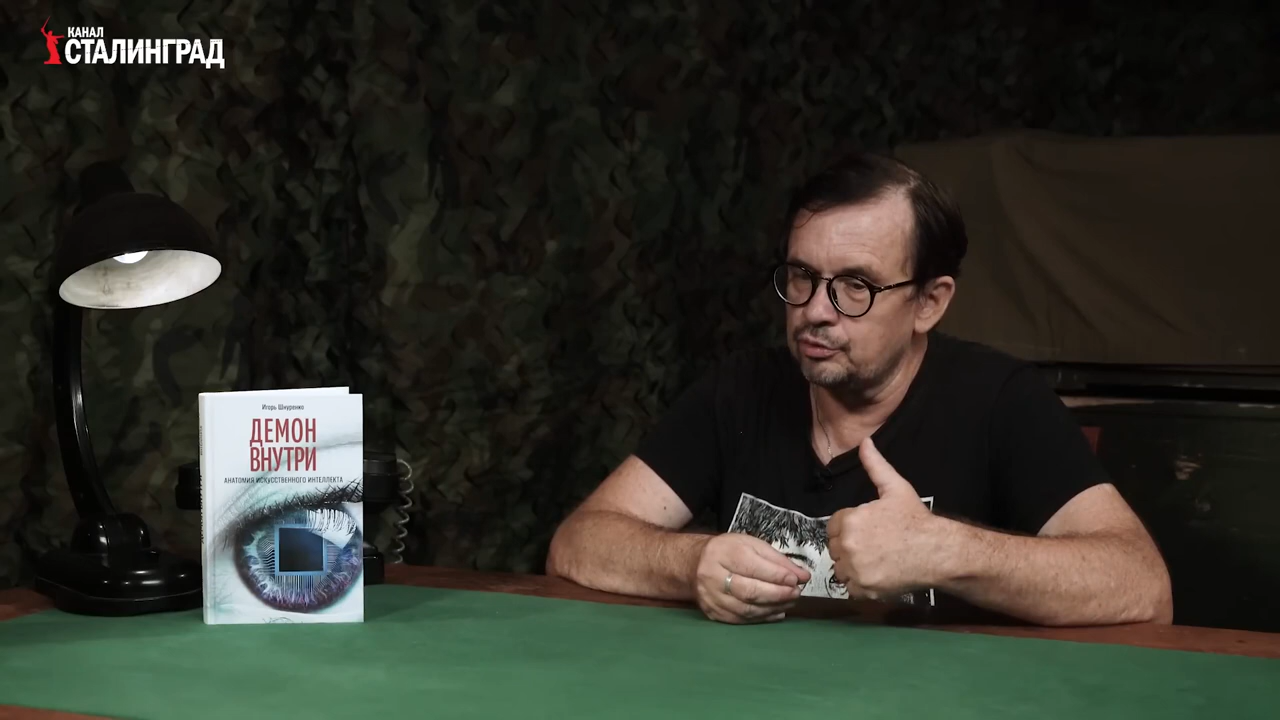 КАНАЛ
СТАЛИНГРАД
Игорь Шнуренко
ДЕМОН
ВНУТРИ
АНАТОМИЯ ИСКУССТВЕННОГО ИНТЕЛЛЕКТА